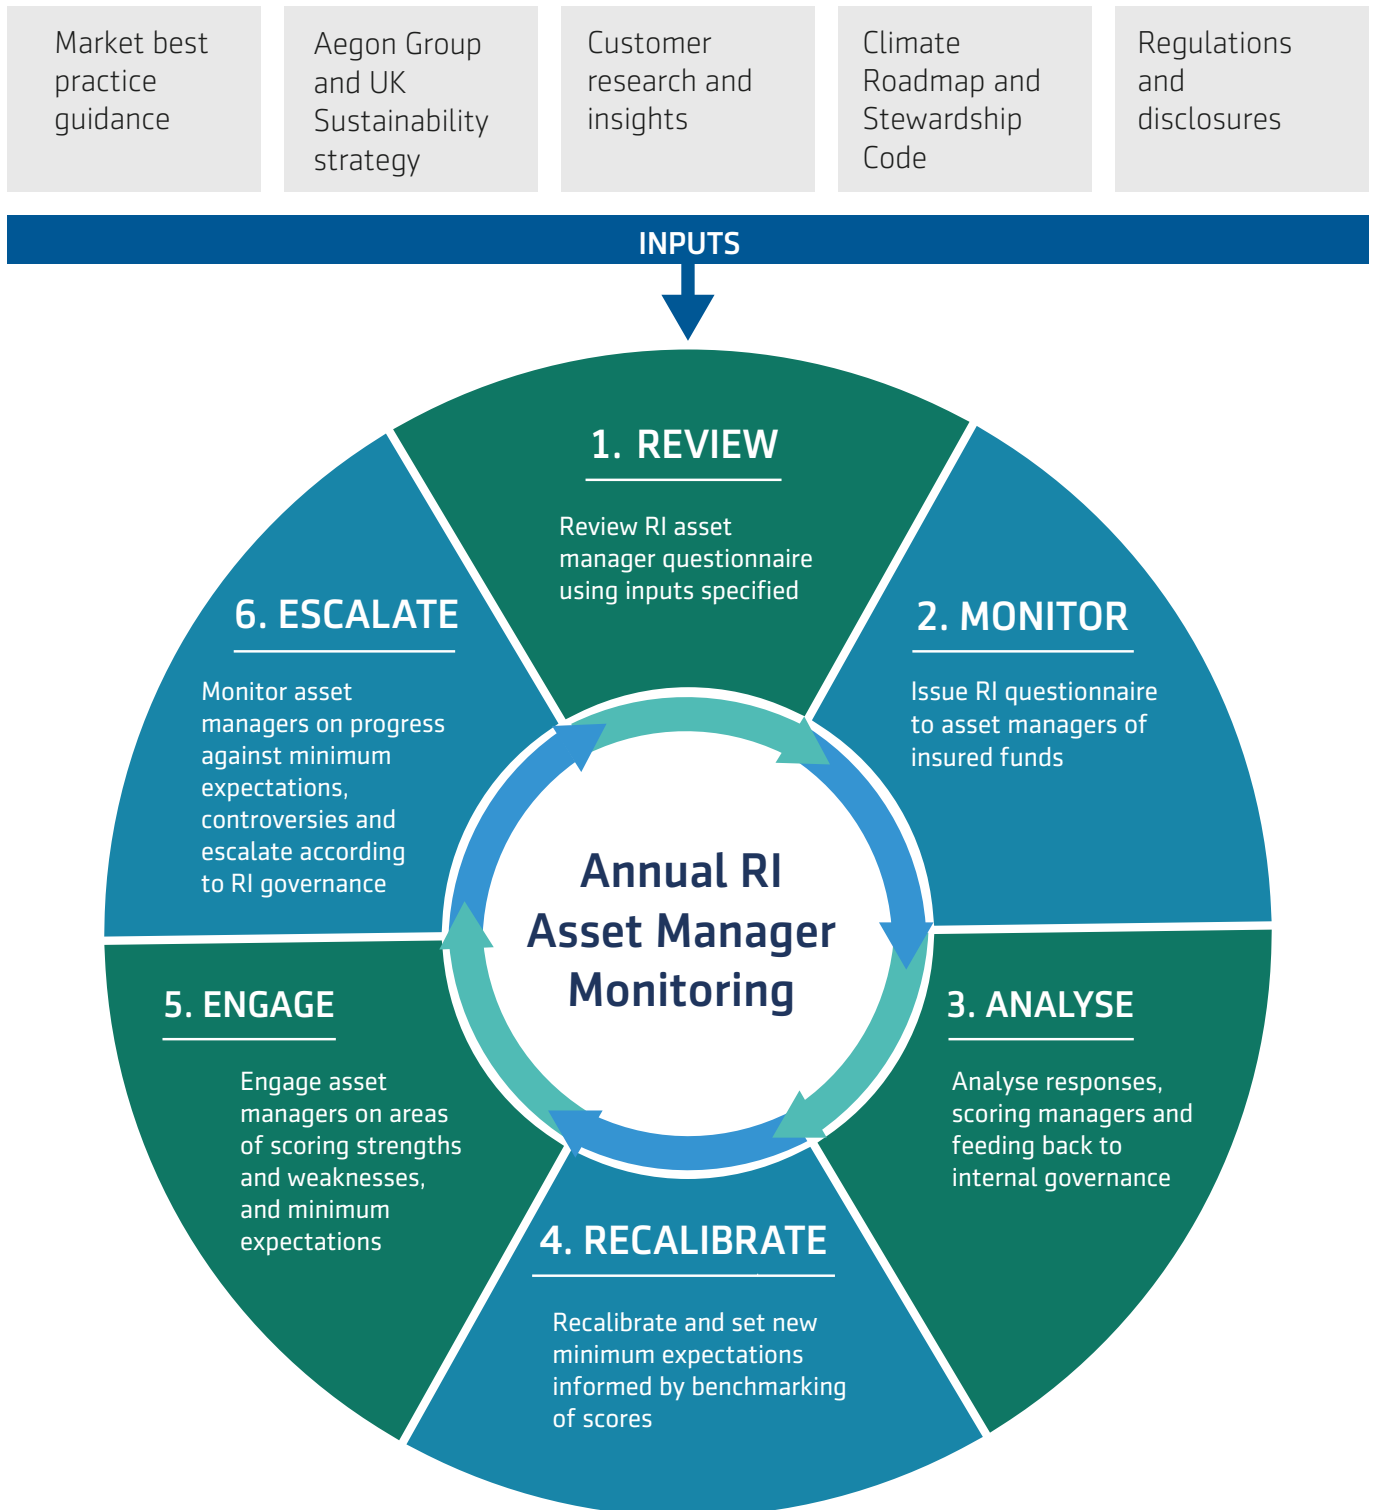 Market best
practice
guidance
Aegon Group
and UK
Sustainability
strategy
Customer
research and
insights
Climate
Roadmap and
Stewardship
Code
Regulations
and
disclosures
INPUTS
1. REVIEW
Review RI asset
manager questionnaire
using inputs specified
2. MONITOR
Issue RI questionnaire
to asset managers of
insured funds
3. ANALYSE
Analyse responses,
scoring managers and
feeding back to
internal governance
4. RECALIBRATE
Recalibrate and set new
minimum expectations
informed by benchmarking
of scores
5. ENGAGE
Engage asset
managers on areas
of scoring strengths
and weaknesses,
and minimum
expectations
6. ESCALATE
Monitor asset
managers on progress
against minimum
expectations,
controversies and
escalate according
to RI governance
Annual RI
Asset Manager
Monitoring